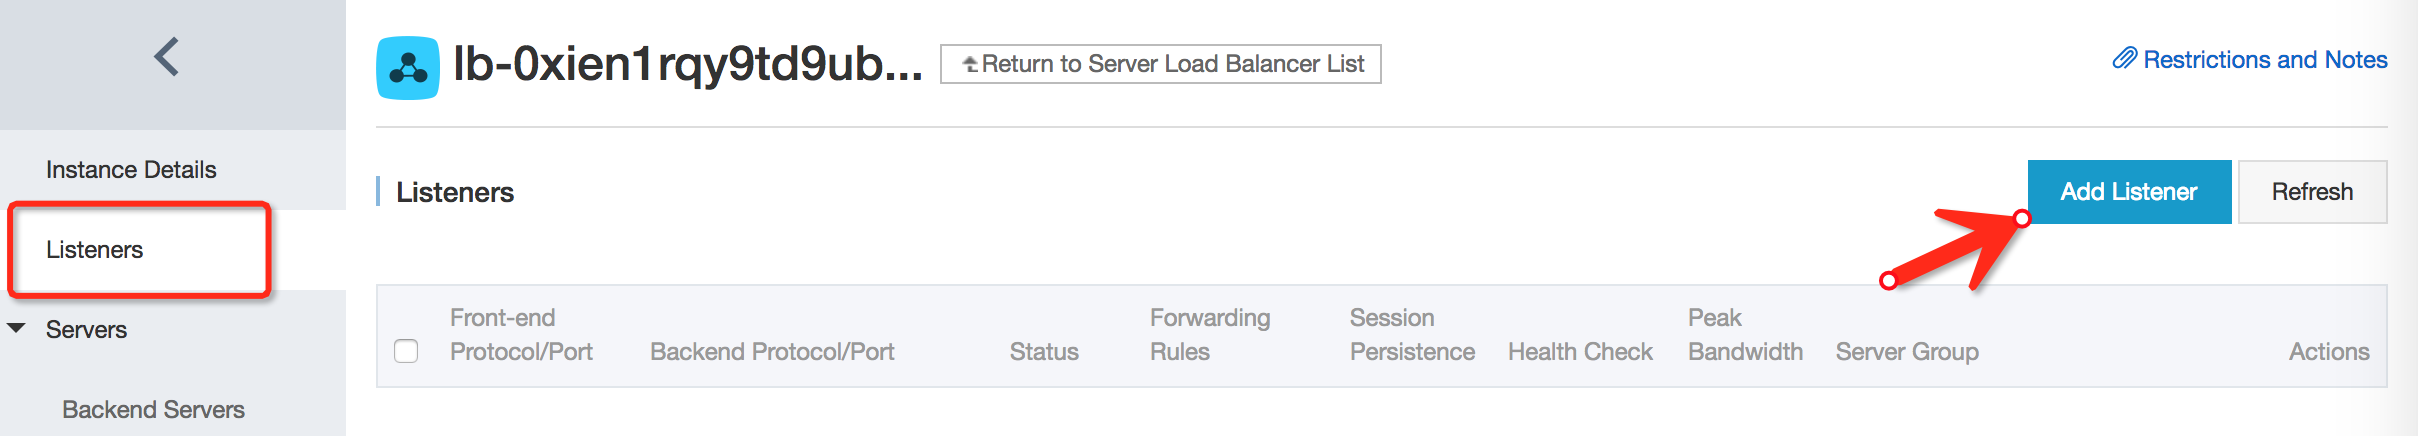 lb-0xien1rqy9td9ub...
Return to Server Load Balancer List
Restrictions and Notes
Instance Details
Listeners
Servers
Backend Servers
Listeners
Add Listener
Refresh
Front-end Protocol/Port
Backend Protocol/Port
Status
Forwarding Rules
Session Persistence
Health Check
Peak Bandwidth
Server Group
Actions